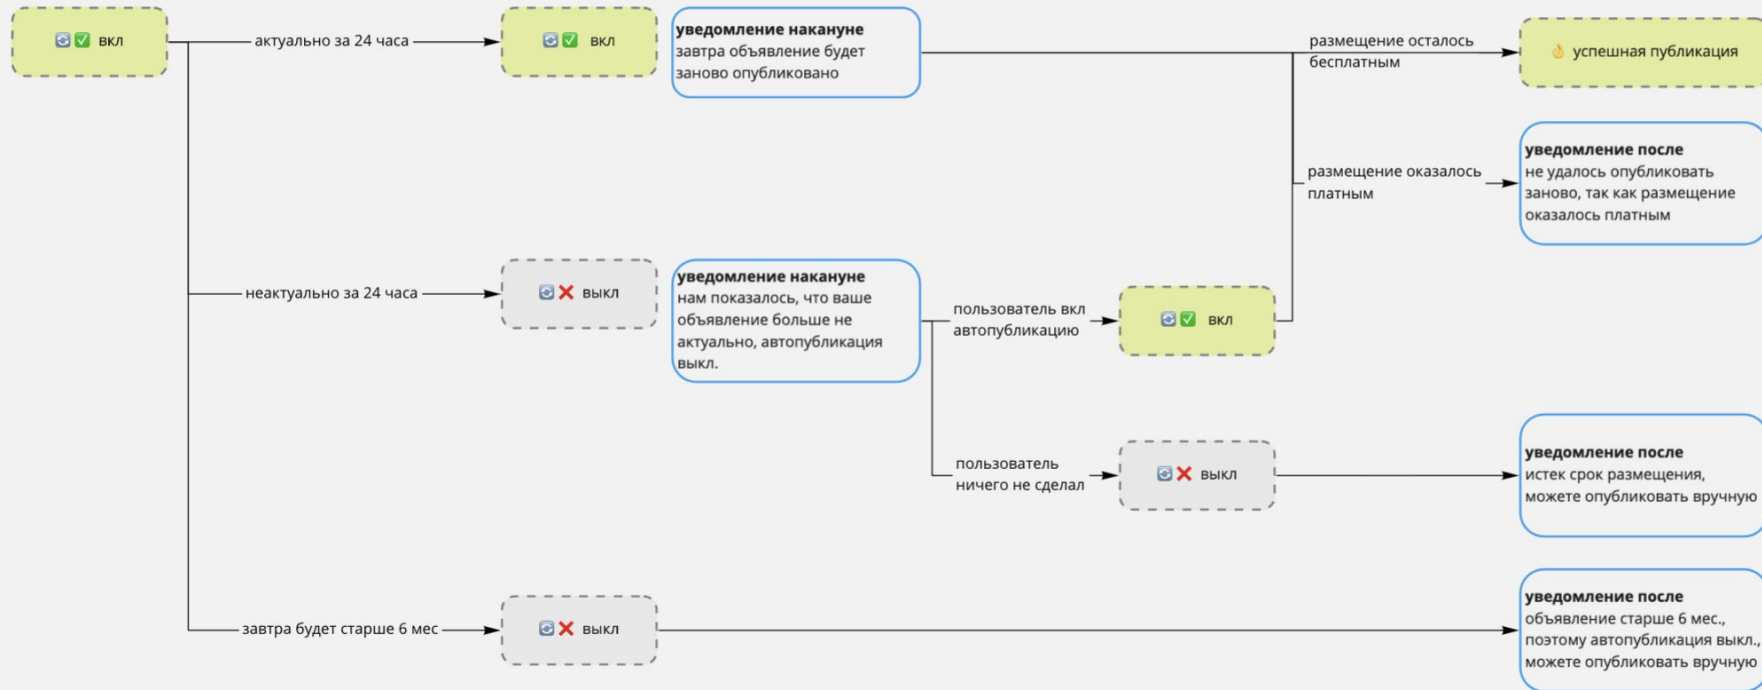 🔄✅ вкл
актуально за 24 часа
🔄✅ вкл
уведомление накануне
завтра объявление будет
заново опубликовано
размещение осталось
бесплатным
👌 успешная публикация
размещение оказалось
платным
уведомление после
не удалось опубликовать
заново, так как размещение
оказалось платным
неактуально за 24 часа
🔄❌ выкл
уведомление накануне
нам показалось, что ваше
объявление больше не
актуально, автопубликация
выкл.
пользователь вкл
автопубликацию
🔄✅ вкл
пользователь
ничего не сделал
🔄❌ выкл
уведомление после
истек срок размещения,
можете опубликовать вручную
завтра будет старше 6 мес
🔄❌ выкл
уведомление после
объявление старше 6 мес.,
поэтому автопубликация выкл.,
можете опубликовать вручную